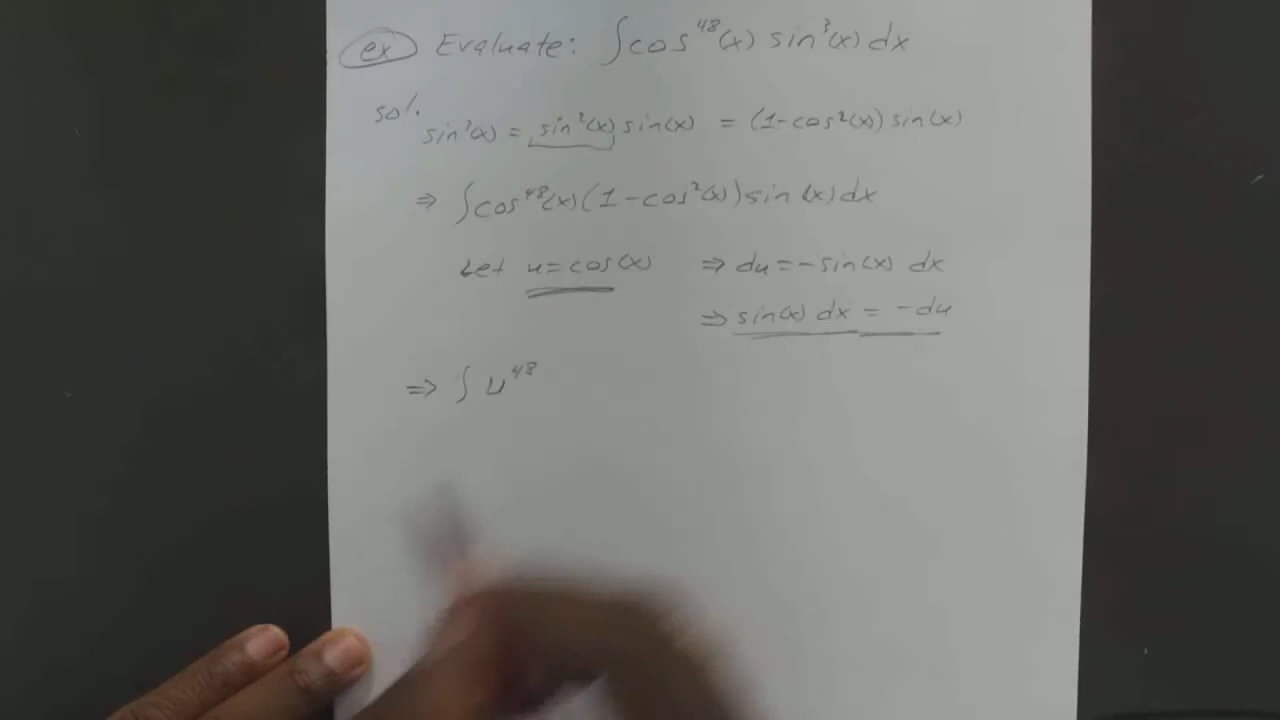 ex Evaluate: ∫cos⁴⁸(x) sin³(x) dx
sol.
sin³(x) = sin²(x) sin(x) = (1-cos²(x)) sin(x)
⇒ ∫cos⁴⁸(x)(1-cos²(x)) sin(x) dx
Let u=cos(x) ⇒ du = -sin(x) dx
⇒ sin(x) dx = -du
⇒ ∫ u⁴⁸